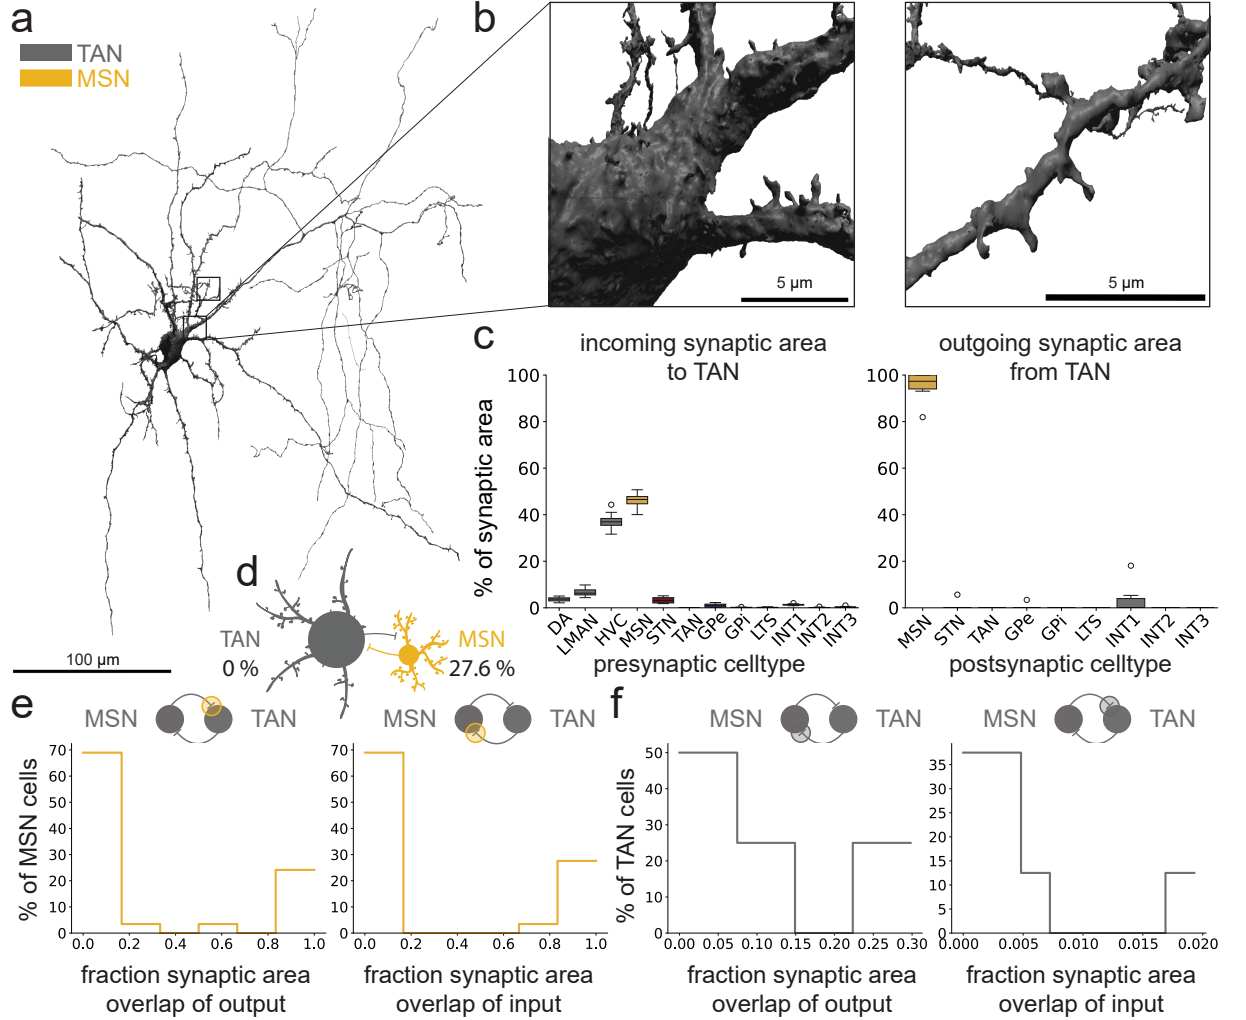 a
TAN
MSN
100 µm
b
5 µm
5 µm
c
incoming synaptic area
to TAN
% of synaptic area
100
80
60
40
20
0
DA
LMAN
HVC
MSN
STN
TAN
GPe
GPi
LTS
INT1
INT2
INT3
presynaptic celltype
outgoing synaptic area
from TAN
100
80
60
40
20
0
MSN
STN
TAN
GPe
GPi
LTS
INT1
INT2
INT3
postsynaptic celltype
d
TAN
0 %
MSN
27.6 %
e
MSN
TAN
% of MSN cells
70
60
50
40
30
20
10
0
0.0 0.2 0.4 0.6 0.8 1.0
fraction synaptic area
overlap of output
MSN
TAN
70
60
50
40
30
20
10
0
0.0 0.2 0.4 0.6 0.8 1.0
fraction synaptic area
overlap of input
f
MSN
TAN
% of TAN cells
50
40
30
20
10
0
0.00 0.05 0.10 0.15 0.20 0.25 0.30
fraction synaptic area
overlap of output
MSN
TAN
35
30
25
20
15
10
5
0
0.000 0.005 0.010 0.015 0.020
fraction synaptic area
overlap of input